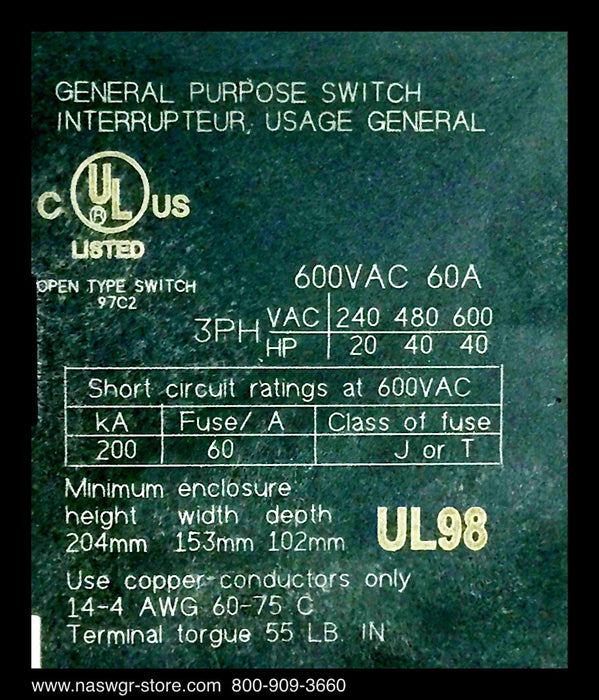 GENERAL PURPOSE SWITCH
INTERRUPTEUR, USAGE GENERAL
C UL ® US
LISTED
OPEN TYPE SWITCH
97C2
600VAC 60A
3PH VAC 240 480 600
HP 20 40 40
Short circuit ratings at 600VAC
kA Fuse/ A Class of fuse
200 60 J or T
Minimum enclosure
height width depth
204mm 153mm 102mm
UL98
Use copper conductors only
14-4 AWG 60-75 C
Terminal torgue 55 LB. IN
www.naswgr-store.com 800-909-3660